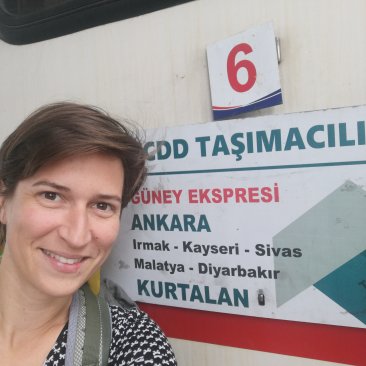 6
CDD TAŞIMACILI
GÜNEY EKSPRESİ
ANKARA
Irmak - Kayseri - Sivas
Malatya - Diyarbakır
KURTALAN